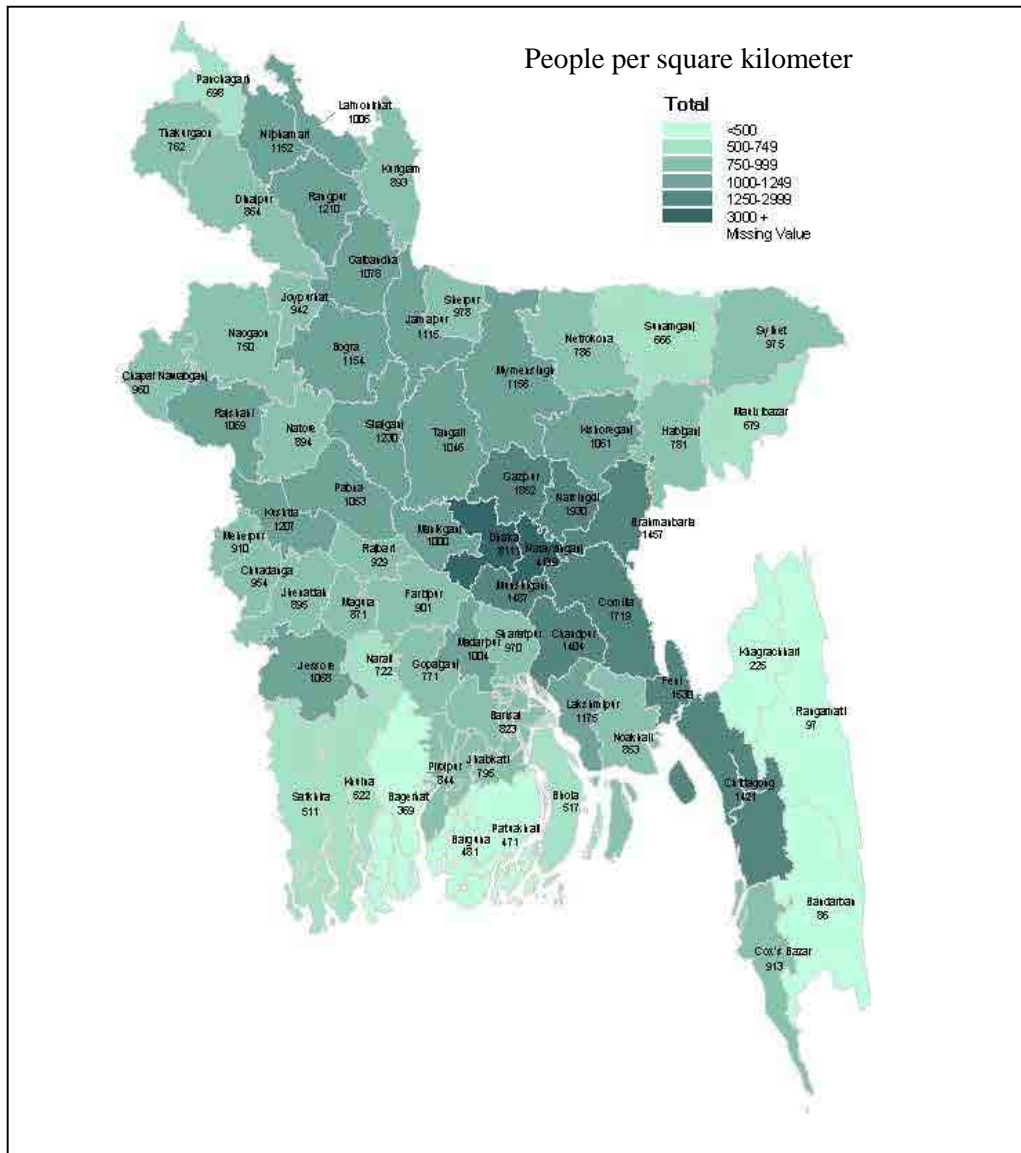 People per square kilometer
Total
<500
500-749
750-999
1000-1249
1250-2999
3000 +
Missing Value
Panchagarh
698
Lalmonirhat
1006
Thakurgaon
762
Nilphamari
1152
Kurigram
893
Dinajpur
864
Rangpur
1210
Gaibandha
1078
Joypurhat
942
Sherpur
978
Jamalpur
1115
Naogaon
750
Bogra
1154
Netrokona
786
Sunamganj
666
Sylhet
975
Chapai Nawabganj
960
Mymensingh
1156
Rajshahi
1069
Natore
894
Sirajganj
1230
Tangail
1046
Kishoreganj
1061
Habiganj
781
Maulvibazar
679
Gazipur
1852
Pabna
1063
Narsingdi
1930
Kushtia
1207
Manikganj
1000
Dhaka
8111
Narayanganj
Brahmanbaria
1457
Meherpur
910
Rajbari
929
Chuadanga
954
Jhenaidah
895
Magura
871
Faridpur
901
Munshiganj
1487
Comilla
1719
Shariatpur
970
Chandpur
1404
Madaripur
1004
Narail
722
Gopalganj
771
Jessore
1068
Khagrachhari
225
Feni
Lakshmipur
1175
Rangamati
97
Noakhali
863
Barisal
823
Jhalokati
795
Pirojpur
844
Khulna
522
Satkhira
511
Bagerhat
369
Bhola
517
Chittagong
1421
Patuakhali
471
Barguna
481
Bandarban
86
Cox's Bazar
913